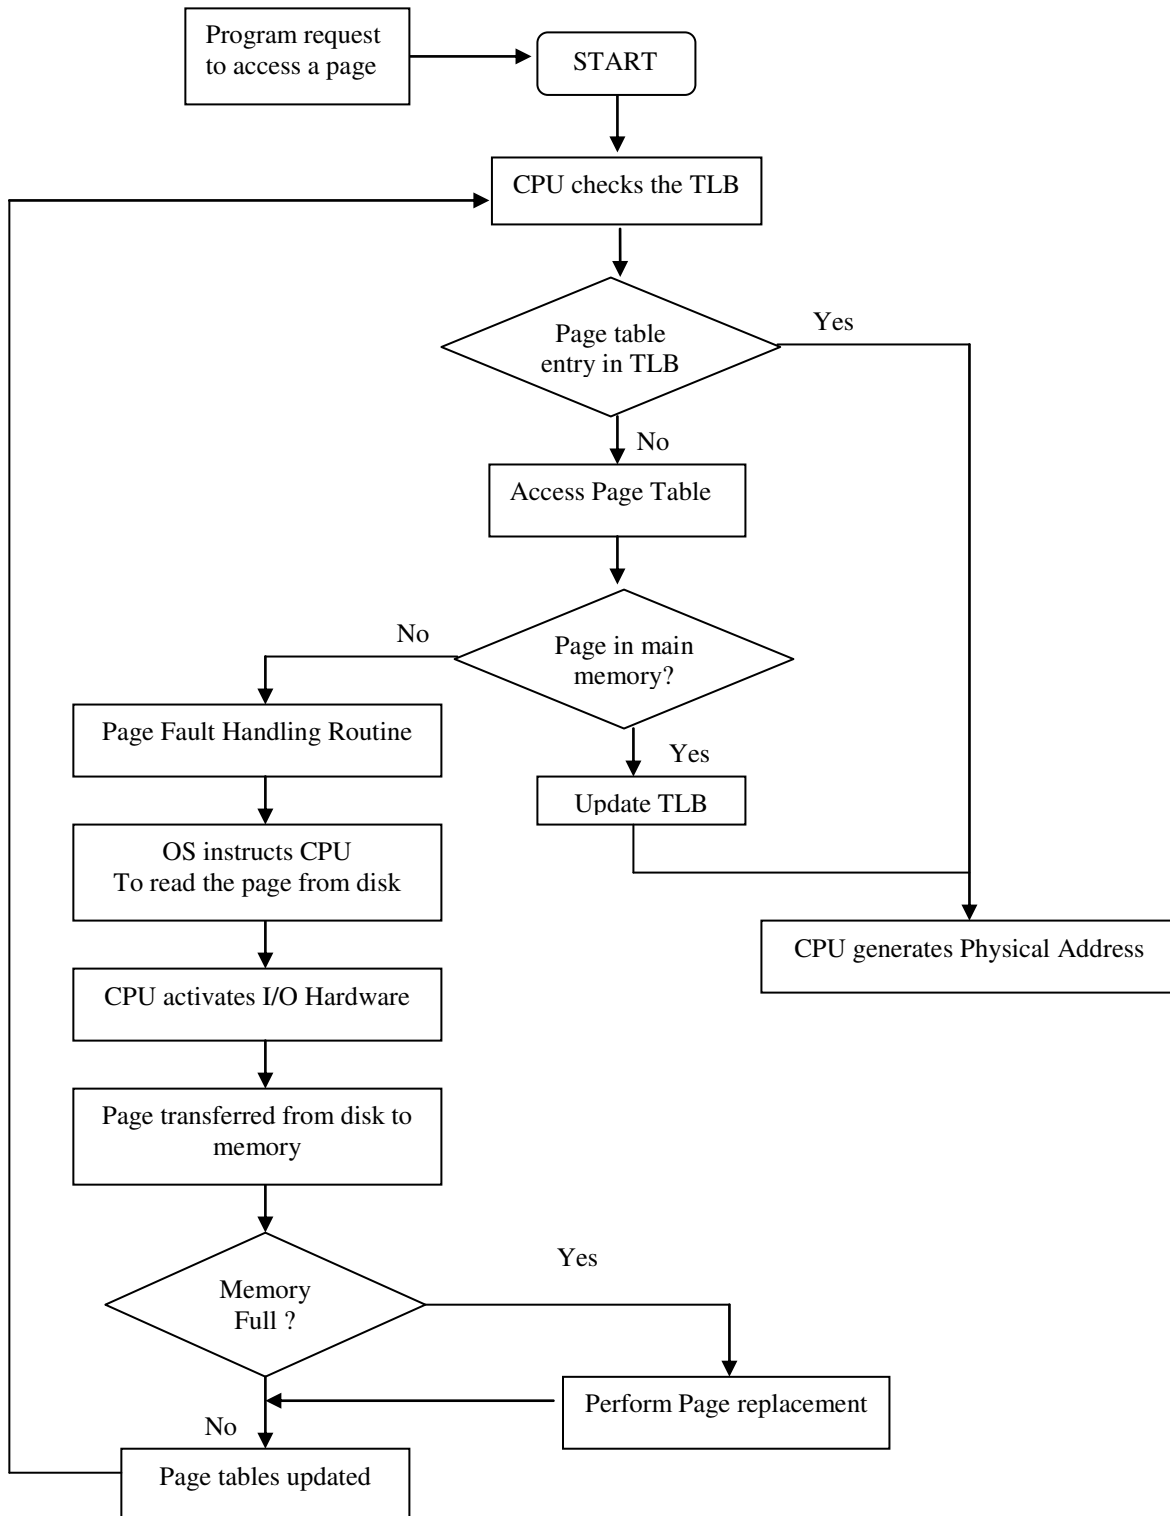 Program request
to access a page
START
CPU checks the TLB
Page table
entry in TLB
Yes
No
Access Page Table
Page in main
memory?
No
Yes
Page Fault Handling Routine
Update TLB
OS instructs CPU
To read the page from disk
CPU generates Physical Address
CPU activates I/O Hardware
Page transferred from disk to
memory
Memory
Full ?
Yes
Perform Page replacement
No
Page tables updated